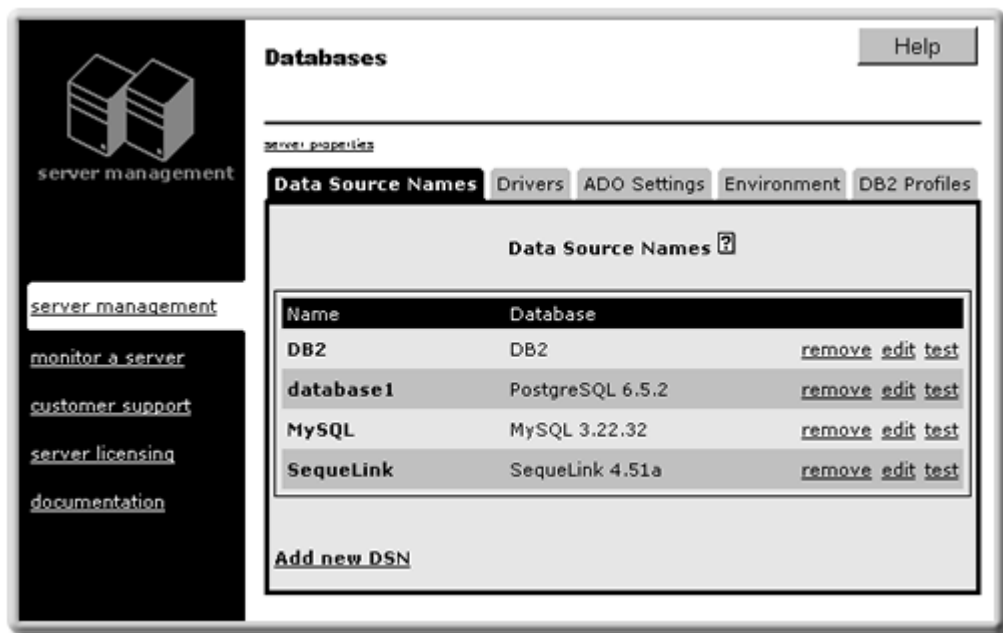 Databases
Help
server management
server properties
Data Source Names Drivers ADO Settings Environment DB2 Profiles
Data Source Names ?
server management
monitor a server
customer support
server licensing
documentation
Name Database
DB2 DB2 remove edit test
database1 PostgreSQL 6.5.2 remove edit test
MySQL MySQL 3.22.32 remove edit test
SequeLink SequeLink 4.51a remove edit test
Add new DSN